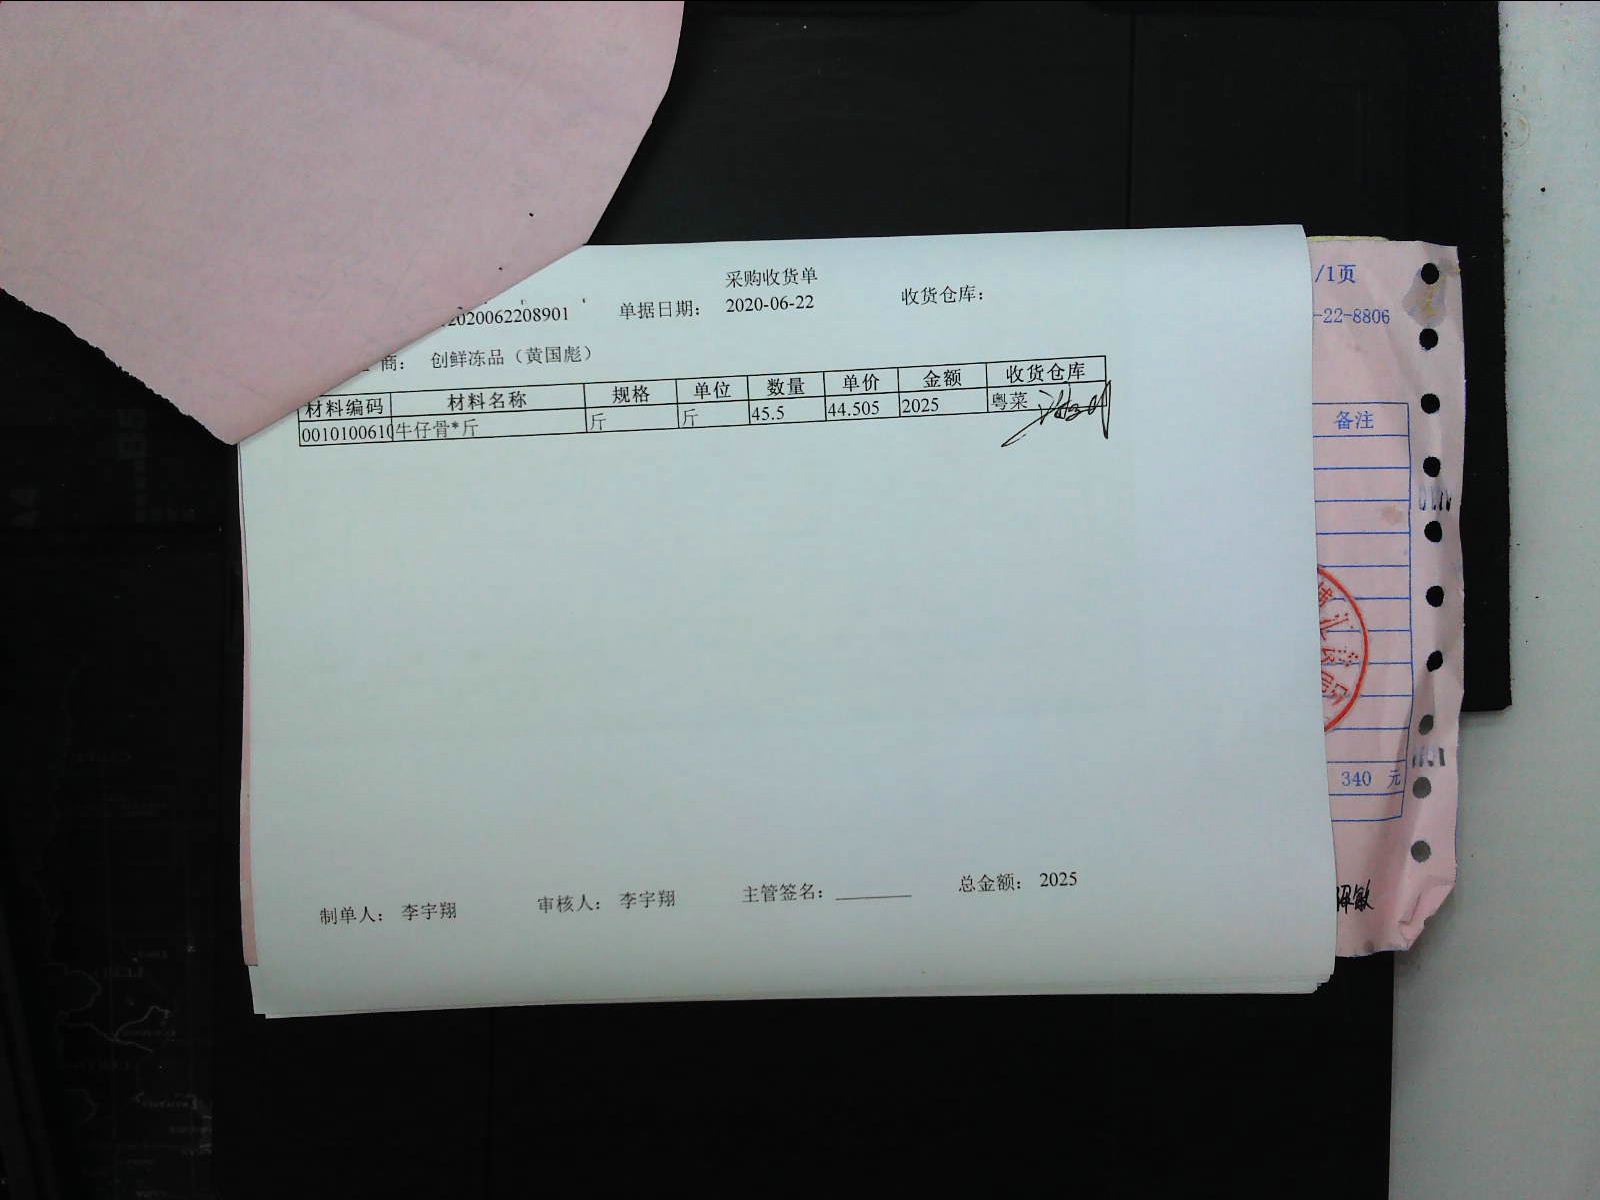 采购收货单
2020062208901 单据日期： 2020-06-22 收货仓库：
商： 创鲜冻品（黄国彪）
材料编码 材料名称 规格 单位 数量 单价 金额 收货仓库
0010100610 牛仔骨*斤 斤 斤 45.5 44.505 2025 粤菜
制单人： 李宇翔 审核人： 李宇翔 主管签名： 总金额： 2025
/1页
-22-8806
备注
340 元